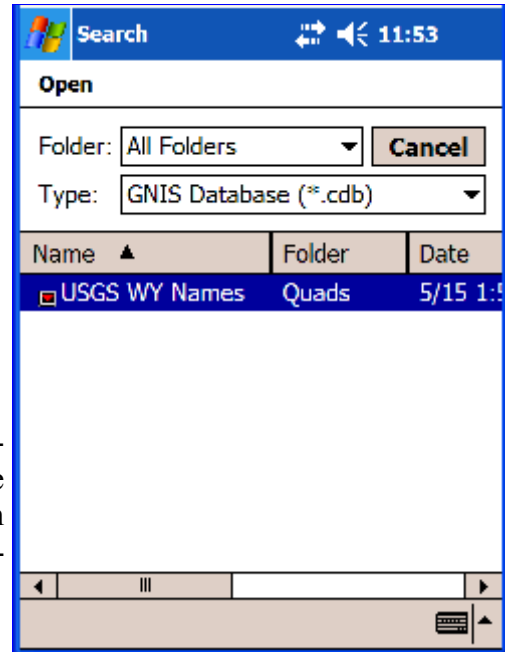 Search 11:53
Open
Folder: All Folders Cancel
Type: GNIS Database (*.cdb)
Name Folder Date
USGS WY Names Quads 5/15 1:5